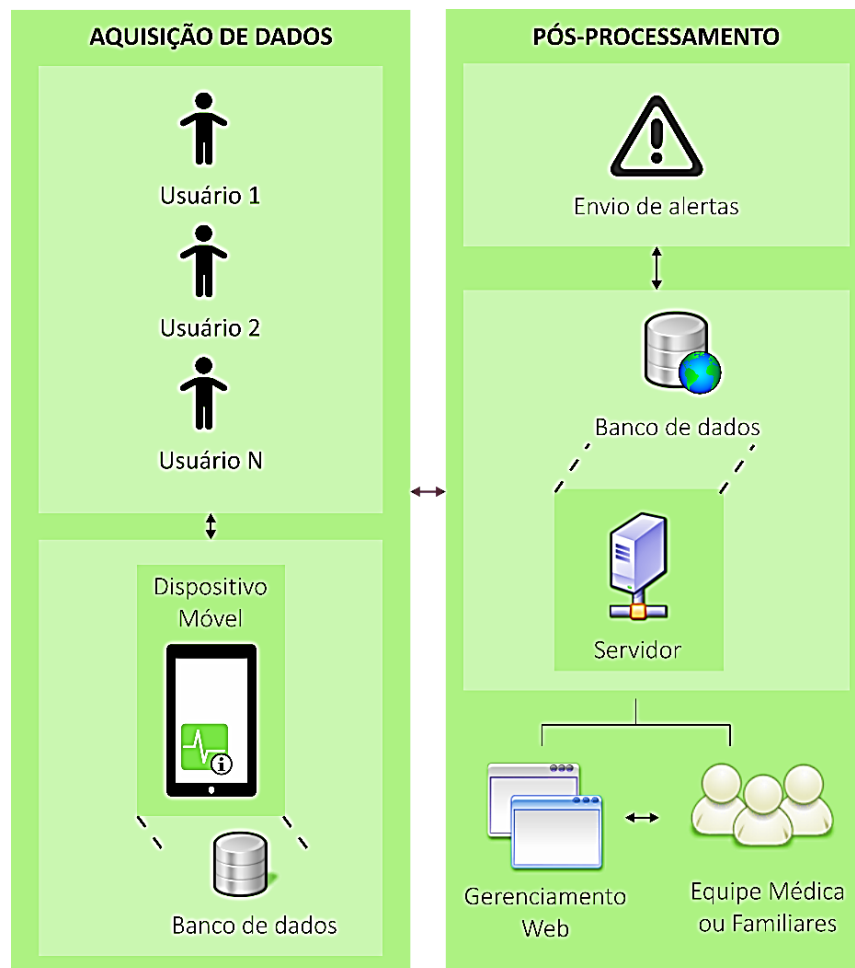 AQUISIÇÃO DE DADOS
Usuário 1
Usuário 2
Usuário N
Dispositivo
Móvel
Banco de dados
PÓS-PROCESSAMENTO
Envio de alertas
Banco de dados
Servidor
Gerenciamento
Web
Equipe Médica
ou Familiares